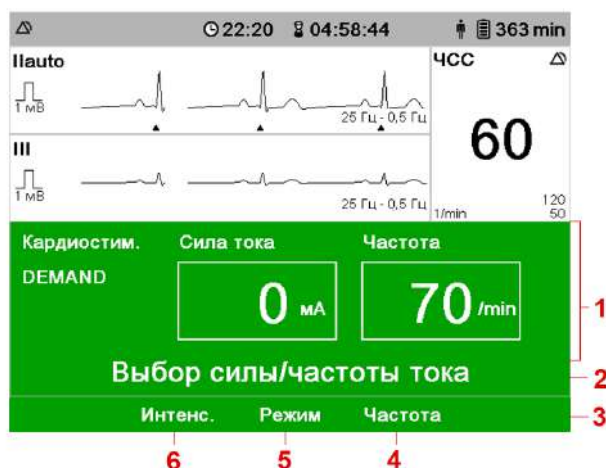 22:20 04:58:44 363 min
IIauto
1 мВ
25 Гц - 0,5 Гц
III
1 мВ
25 Гц - 0,5 Гц
ЧСС
60
120
1/min 50
Кардиостим. Сила тока Частота
DEMAND
0 мА 70 /min
1
Выбор силы/частоты тока
2
Интенс. Режим Частота
3
6 5 4